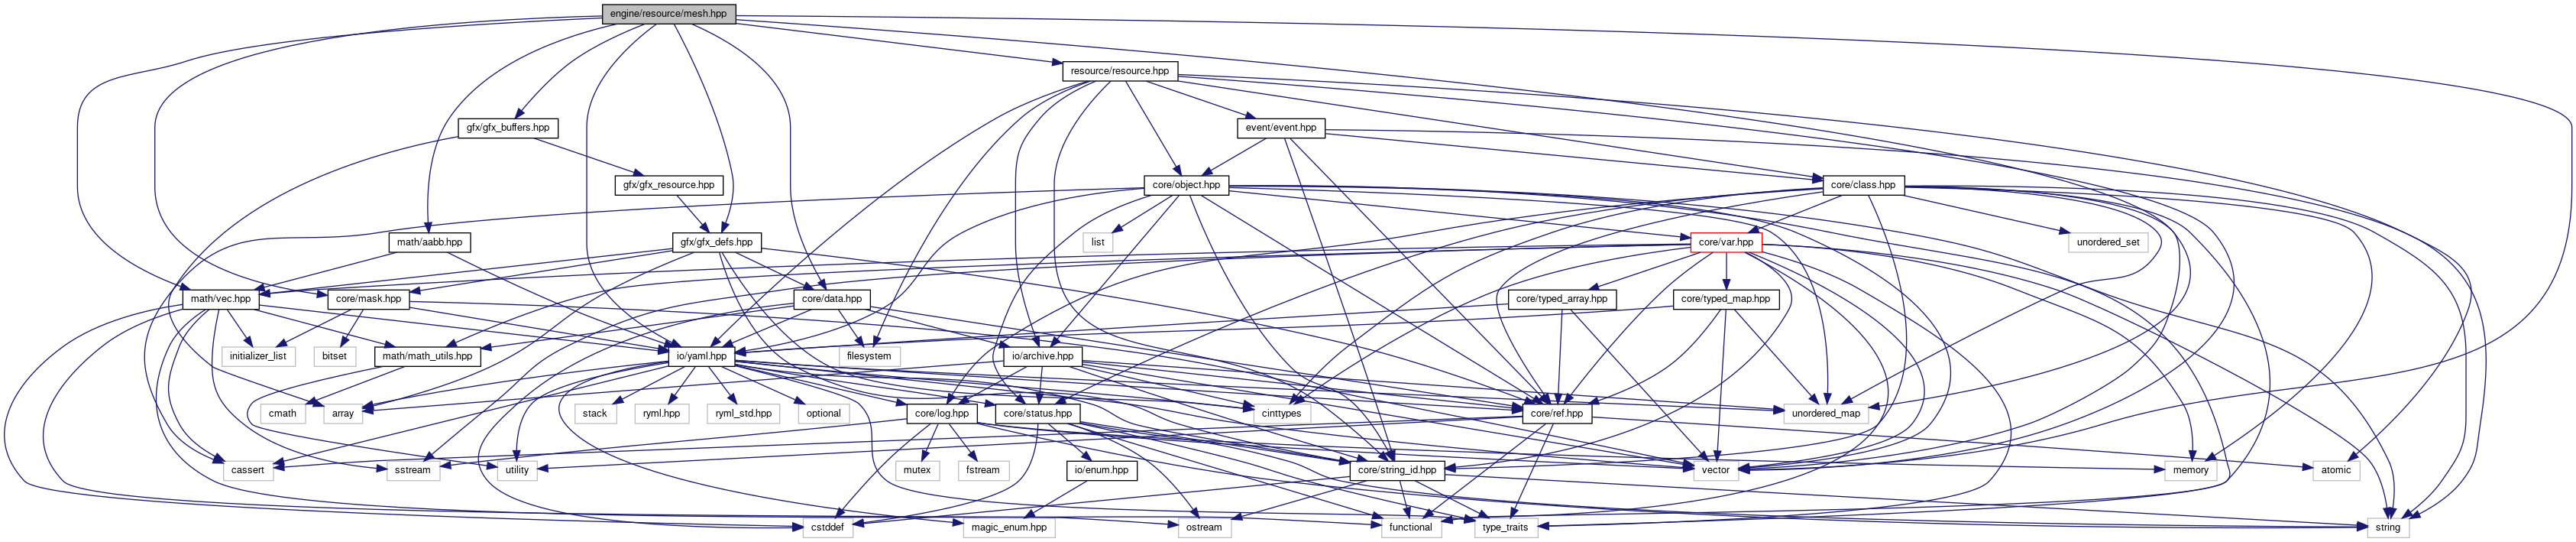 engine/resource/mesh.hpp
resource/resource.hpp
gfx/gfx_buffers.hpp
event/event.hpp
gfx/gfx_resource.hpp
core/object.hpp
core/class.hpp
math/aabb.hpp
gfx/gfx_defs.hpp
list
core/var.hpp
unordered_set
math/vec.hpp
core/mask.hpp
core/data.hpp
core/typed_array.hpp
core/typed_map.hpp
initializer_list
bitset
math/math_utils.hpp
io/yaml.hpp
filesystem
io/archive.hpp
cmath
array
stack
ryml.hpp
ryml_std.hpp
optional
core/log.hpp
core/status.hpp
cinttypes
core/ref.hpp
unordered_map
cassert
sstream
utility
mutex
fstream
io/enum.hpp
core/string_id.hpp
vector
memory
atomic
cstddef
magic_enum.hpp
ostream
functional
type_traits
string